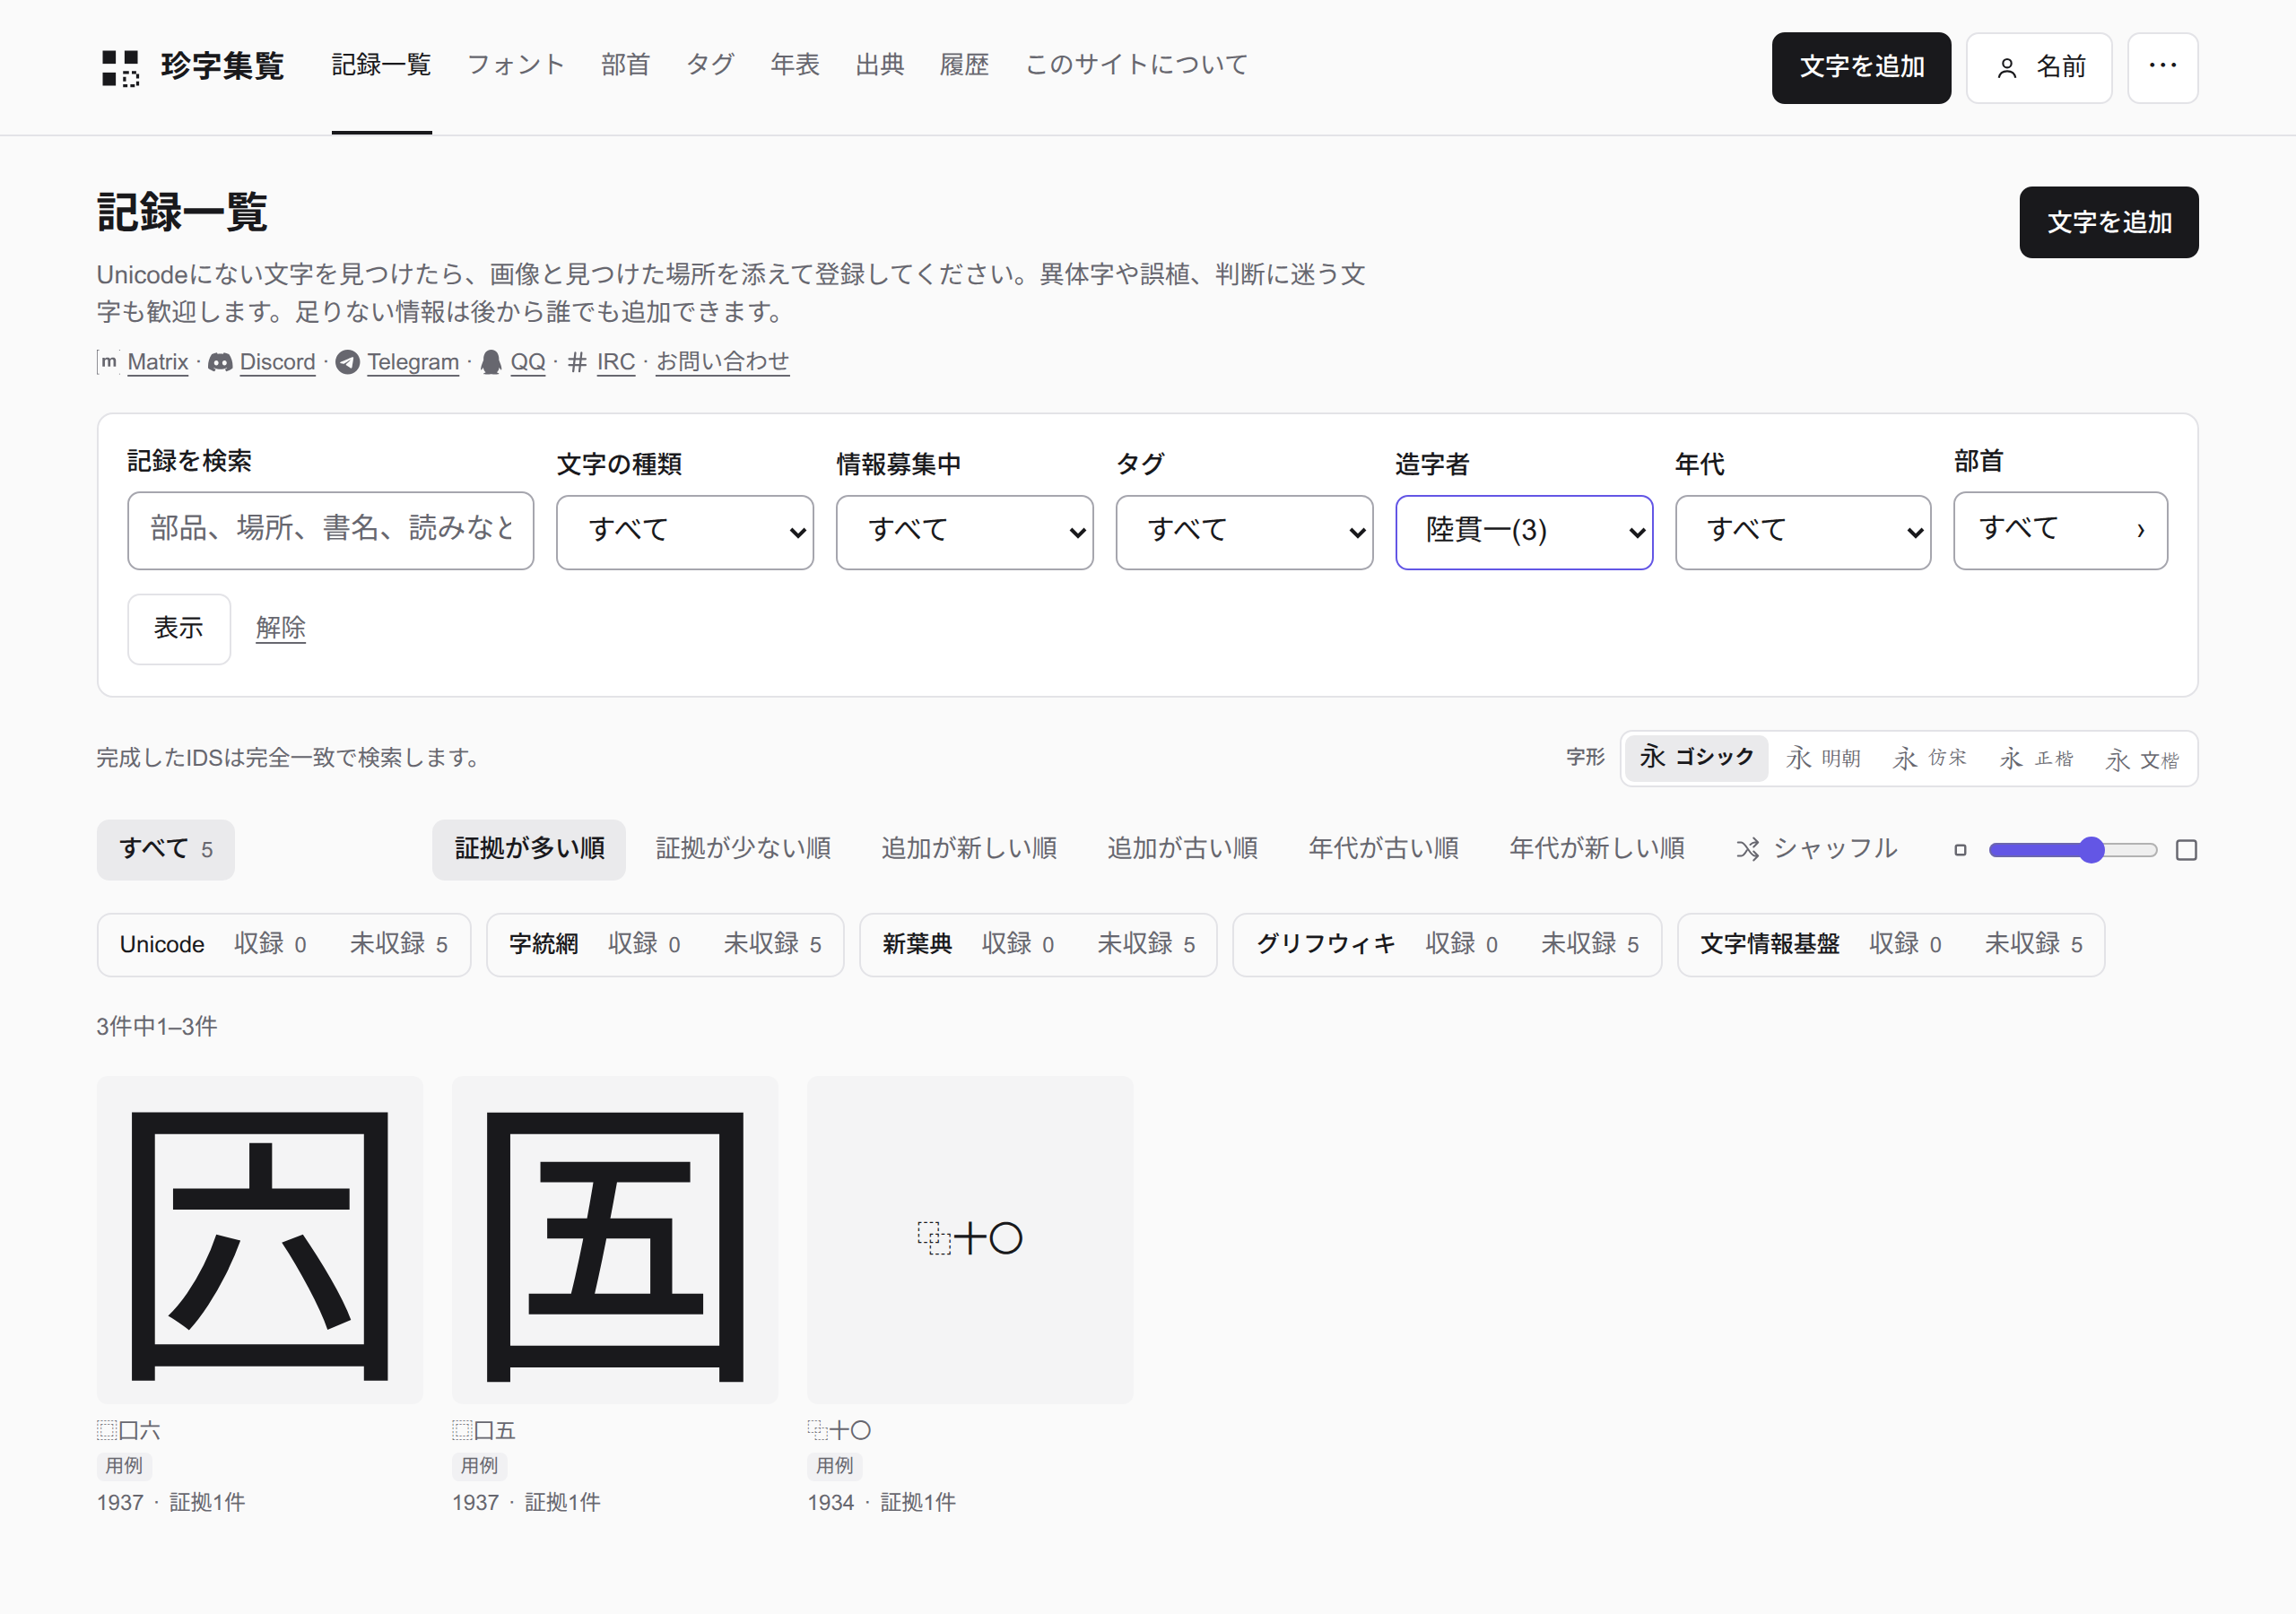 珍字集覧
記録一覧 フォント 部首 タグ 年表 出典 履歴 このサイトについて
文字を追加 名前 …
記録一覧
文字を追加
Unicodeにない文字を見つけたら、画像と見つけた場所を添えて登録してください。異体字や誤植、判断に迷う文
字も歓迎します。足りない情報は後から誰でも追加できます。
[m] Matrix · Discord · Telegram · QQ · # IRC · お問い合わせ
記録を検索 文字の種類 情報募集中 タグ 造字者 年代 部首
部品、場所、書名、読みなど すべて すべて すべて 陸貫一(3) すべて すべて ›
表示 解除
完成したIDSは完全一致で検索します。
字形 永 ゴシック 永 明朝 永 仿宋 永 正楷 永 文楷
すべて 5 証拠が多い順 証拠が少ない順 追加が新しい順 追加が古い順 年代が古い順 年代が新しい順 シャッフル
Unicode 収録 0 未収録 5 字統網 収録 0 未収録 5 新葉典 収録 0 未収録 5 グリフウィキ 収録 0 未収録 5 文字情報基盤 収録 0 未収録 5
3件中1–3件
⿴囗六 ⿴囗五 ⿻十〇
⿴囗六 ⿴囗五 ⿻十〇
用例 用例 用例
1937 · 証拠1件 1937 · 証拠1件 1934 · 証拠1件